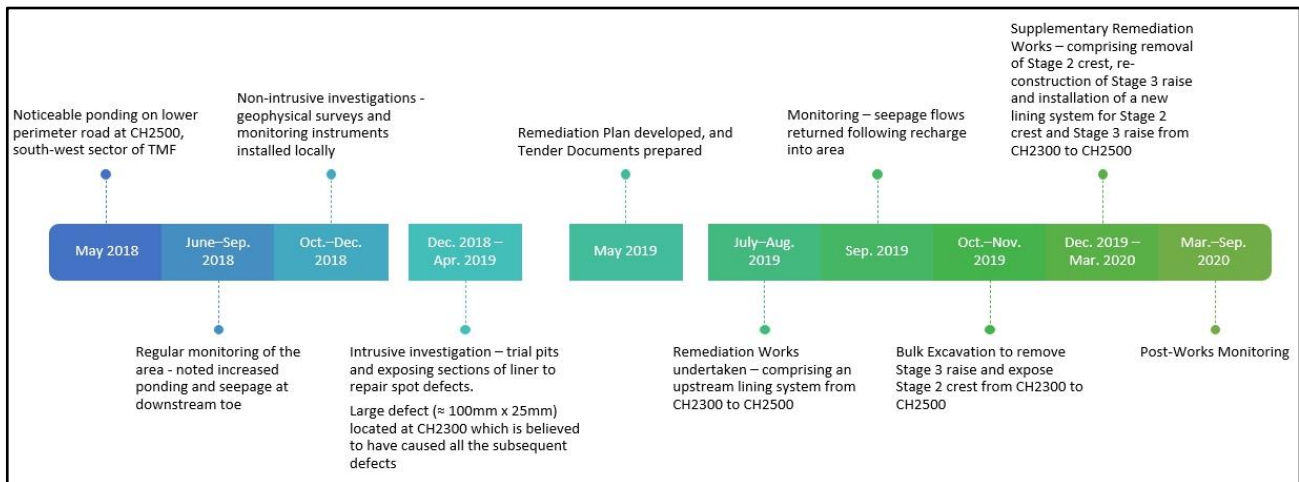 Noticeable ponding on lower
perimeter road at CH2500,
south-west sector of TMF
Non-intrusive investigations -
geophysical surveys and
monitoring instruments
installed locally
Remediation Plan developed, and
Tender Documents prepared
Monitoring – seepage flows
returned following recharge
into area
Supplementary Remediation
Works – comprising removal
of Stage 2 crest, re-
construction of Stage 3 raise
and installation of a new
lining system for Stage 2
crest and Stage 3 raise from
CH2300 to CH2500
May 2018
June–Sep.
2018
Oct.–Dec.
2018
Dec. 2018 –
Apr. 2019
May 2019
July–Aug.
2019
Sep. 2019
Oct.–Nov.
2019
Dec. 2019 –
Mar. 2020
Mar.–Sep.
2020
Regular monitoring of the
area - noted increased
ponding and seepage at
downstream toe
Intrusive investigation – trial pits
and exposing sections of liner to
repair spot defects.
Large defect (≈ 100mm x 25mm)
located at CH2300 which is believed
to have caused all the subsequent
defects
Remediation Works
undertaken – comprising an
upstream lining system from
CH2300 to CH2500
Bulk Excavation to remove
Stage 3 raise and expose
Stage 2 crest from CH2300 to
CH2500
Post-Works Monitoring